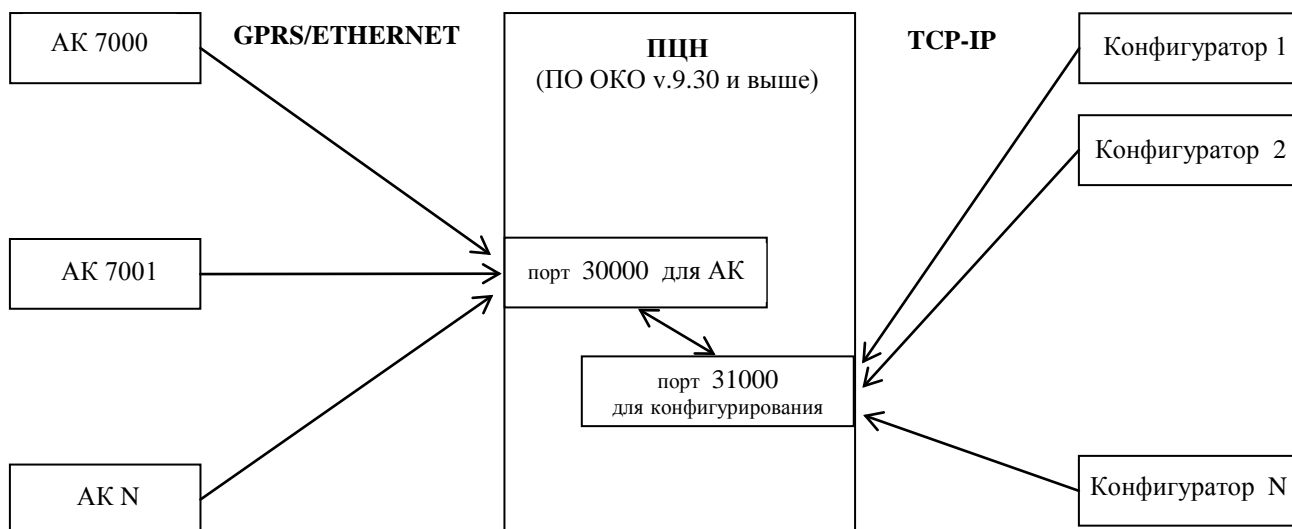 АК 7000
GPRS/ETHERNET
ПЦН
(ПО ОКО v.9.30 и выше)
TCP-IP
Конфигуратор 1
Конфигуратор 2
АК 7001
порт 30000 для АК
порт 31000
для конфигурирования
АК N
Конфигуратор N